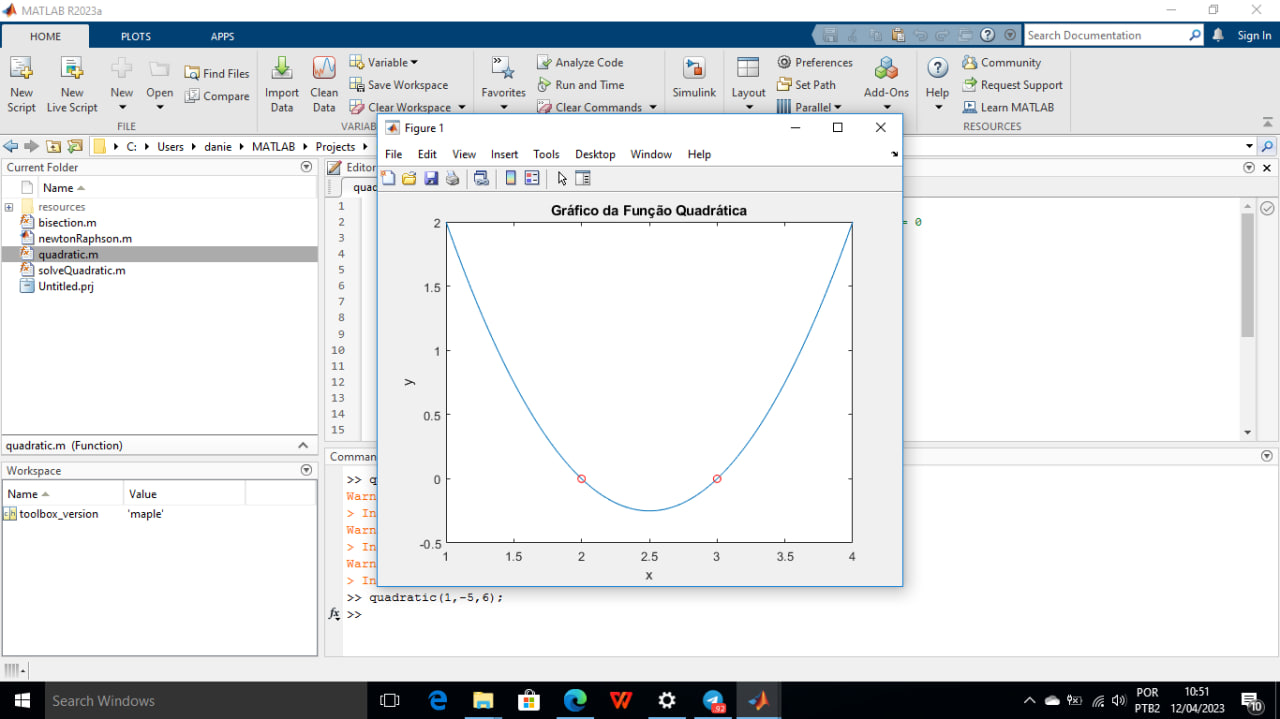 MATLAB R2023a
HOME PLOTS APPS
Search Documentation Sign In
New Script
New Live Script
New
Open
Find Files
Compare
FILE
Import Data
Clean Data
Variable
Save Workspace
Clear Workspace
Favorites
Analyze Code
Run and Time
Clear Commands
Simulink
Layout
Preferences
Set Path
Parallel
Add-Ons
Help
Community
Request Support
Learn MATLAB
RESOURCES
C: Users danie MATLAB Projects
Current Folder
Name
resources
bisection.m
newtonRaphson.m
quadratic.m
solveQuadratic.m
Untitled.prj
quadratic.m (Function)
Workspace
Name Value
toolbox_version 'maple'
Editor
1
2 = 0
3
4
5
6
7
8
9
10
11
12
13
14
15
Figure 1
File Edit View Insert Tools Desktop Window Help
Gráfico da Função Quadrática
2
1.5
1
0.5
0
-0.5
y
1 1.5 2 2.5 3 3.5 4
x
>> q
Warn
> In
Warn
> In
Warn
> In
>> quadratic(1,-5,6);
fx >>
Search Windows
.92
POR
PTB2
10:51
12/04/2023
10